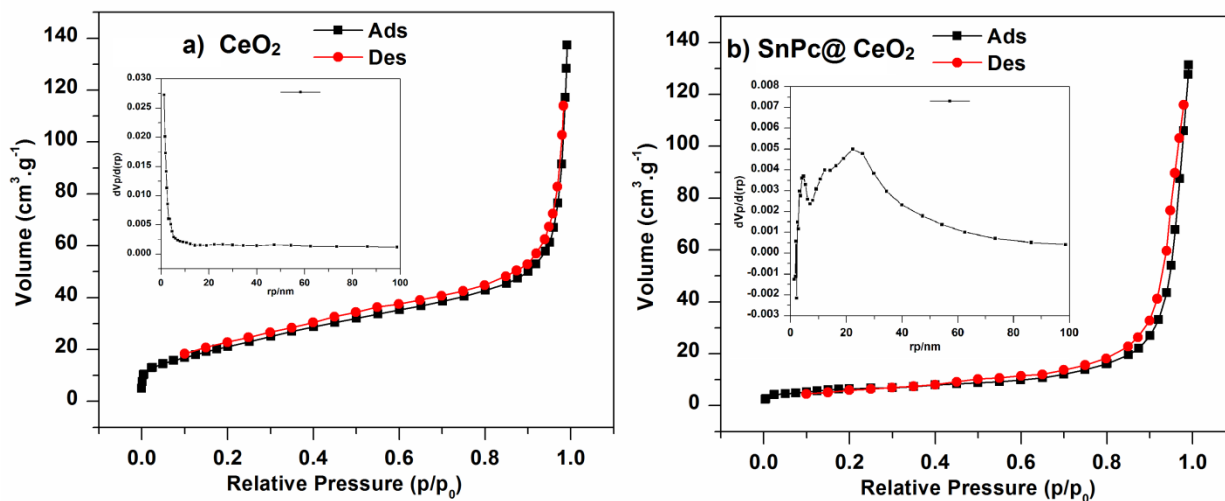 a) CeO₂
Ads
Des
140
120
100
80
60
40
20
0
Volume (cm³.g⁻¹)
0.0 0.2 0.4 0.6 0.8 1.0
Relative Pressure (p/p₀)
0.030
0.025
0.020
0.015
0.010
0.005
0.000
dVp/d(rp)
0 20 40 60 80 100
rp/nm
b) SnPc@ CeO₂
Ads
Des
140
120
100
80
60
40
20
0
Volume (cm³.g⁻¹)
0.0 0.2 0.4 0.6 0.8 1.0
Relative Pressure (p/p₀)
0.008
0.007
0.006
0.005
0.004
0.003
0.002
0.001
0.000
-0.001
-0.002
-0.003
dVp/d(rp)
0 20 40 60 80 100
rp/nm